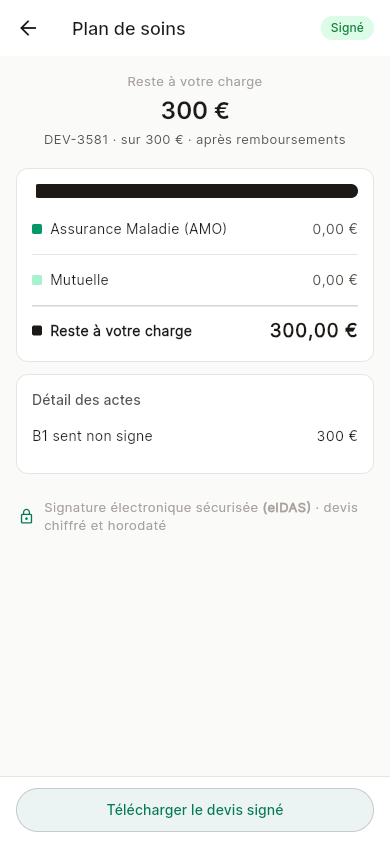 Plan de soins
Signé
Reste à votre charge
300 €
DEV-3581 · sur 300 € · après remboursements
Assurance Maladie (AMO) 0,00 €
Mutuelle 0,00 €
Reste à votre charge 300,00 €
Détail des actes
B1 sent non signe 300 €
Signature électronique sécurisée (eIDAS) · devis
chiffré et horodaté
Télécharger le devis signé